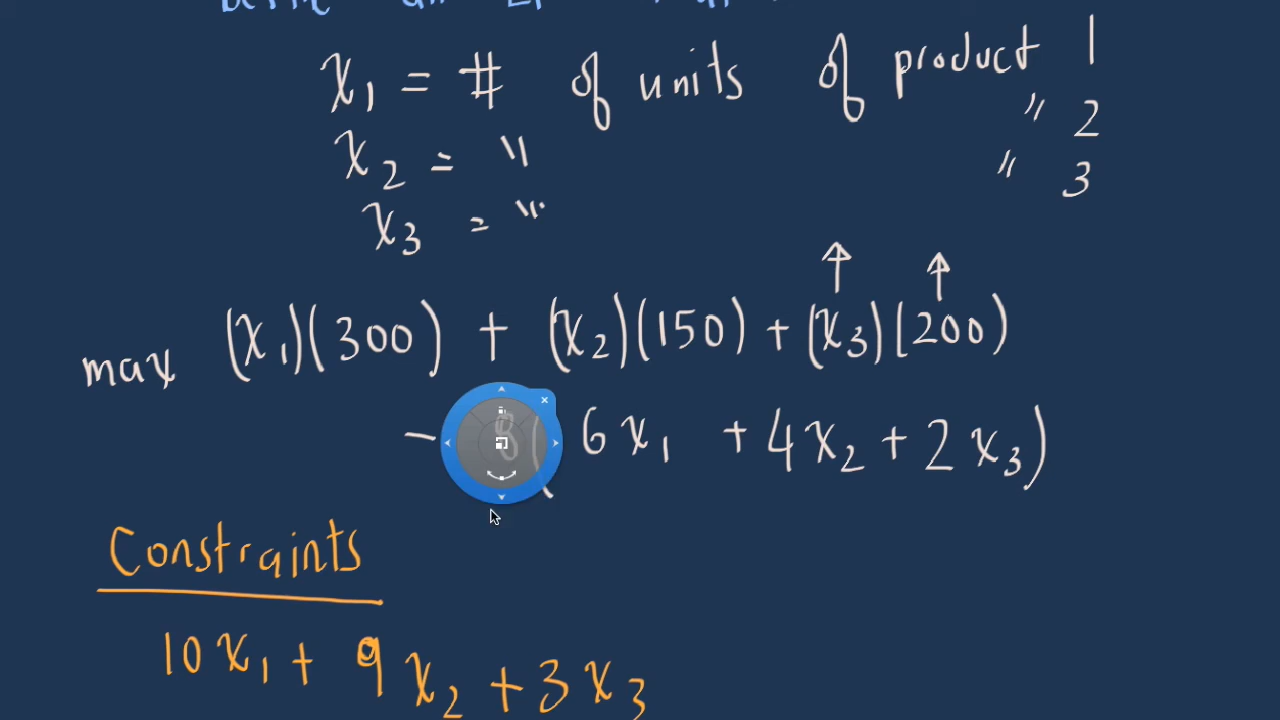 x₁ = # of units of product 1
x₂ = " " 2
x₃ = " " 3
max (x₁)(300) + (x₂)(150) + (x₃)(200)
- 8( 6x₁ + 4x₂ + 2x₃)
Constraints
10x₁ + 9x₂ + 3x₃